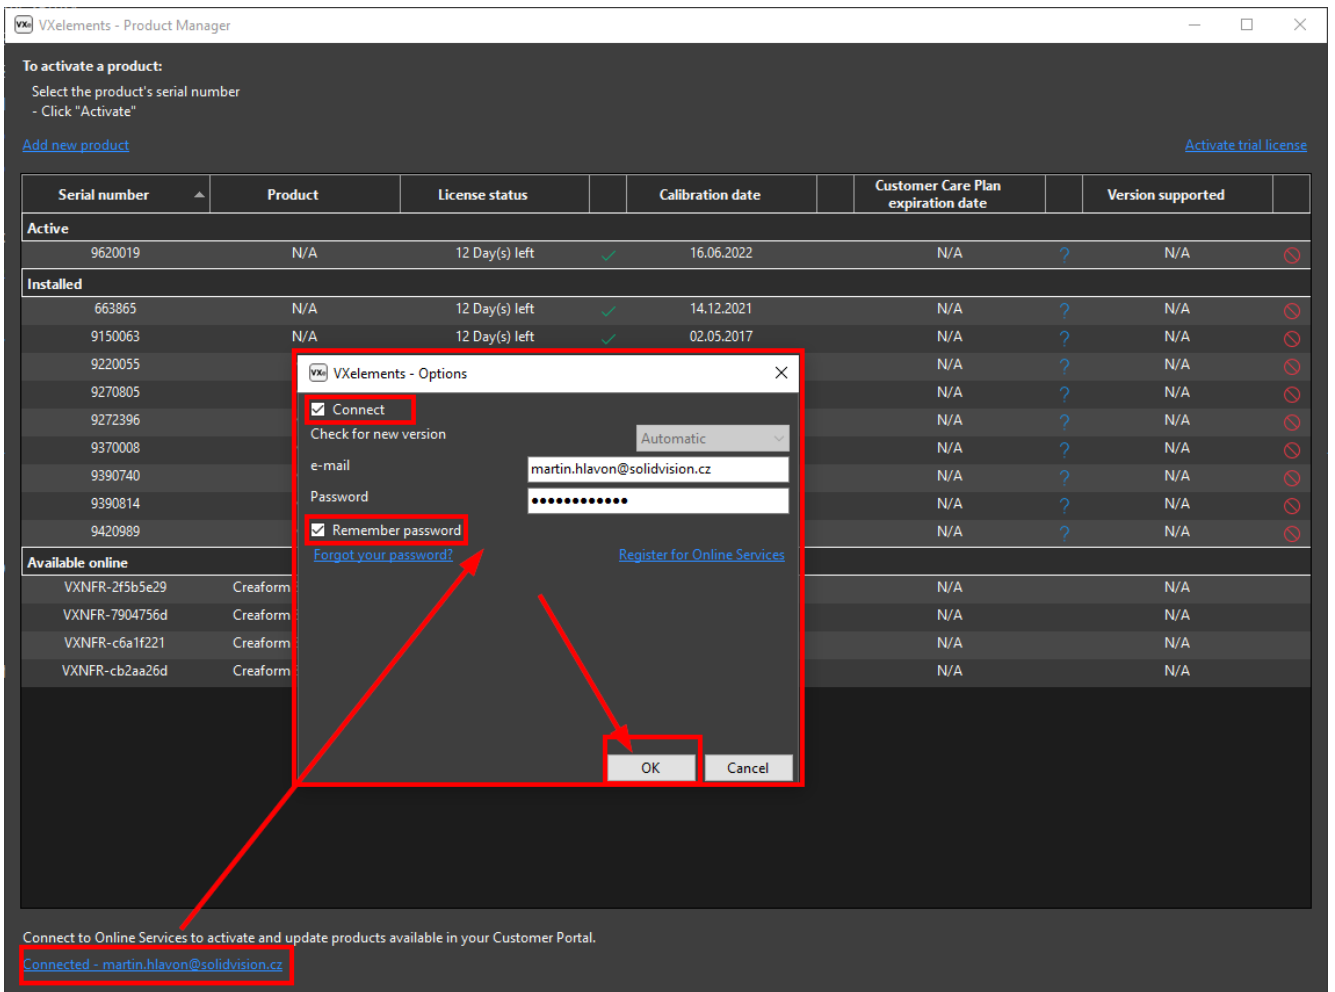 VXelements - Product Manager
To activate a product:
Select the product's serial number
- Click "Activate"
Add new product
Activate trial license
Serial number Product License status Calibration date Customer Care Plan expiration date Version supported
Active
9620019 N/A 12 Day(s) left 16.06.2022 N/A ? N/A
Installed
663865 N/A 12 Day(s) left 14.12.2021 N/A ? N/A
9150063 N/A 12 Day(s) left 02.05.2017 N/A ? N/A
9220055 N/A ? N/A
9270805 N/A ? N/A
9272396 N/A ? N/A
9370008 N/A ? N/A
9390740 N/A ? N/A
9390814 N/A ? N/A
9420989 N/A ? N/A
Available online
VXNFR-2f5b5e29 Creaform N/A N/A
VXNFR-7904756d Creaform N/A N/A
VXNFR-c6a1f221 Creaform N/A N/A
VXNFR-cb2aa26d Creaform N/A N/A
VXe VXelements - Options
Connect
Check for new version Automatic
e-mail martin.hlavon@solidvision.cz
Password ••••••••••••
Remember password
Forgot your password? Register for Online Services
OK Cancel
Connect to Online Services to activate and update products available in your Customer Portal.
Connected - martin.hlavon@solidvision.cz